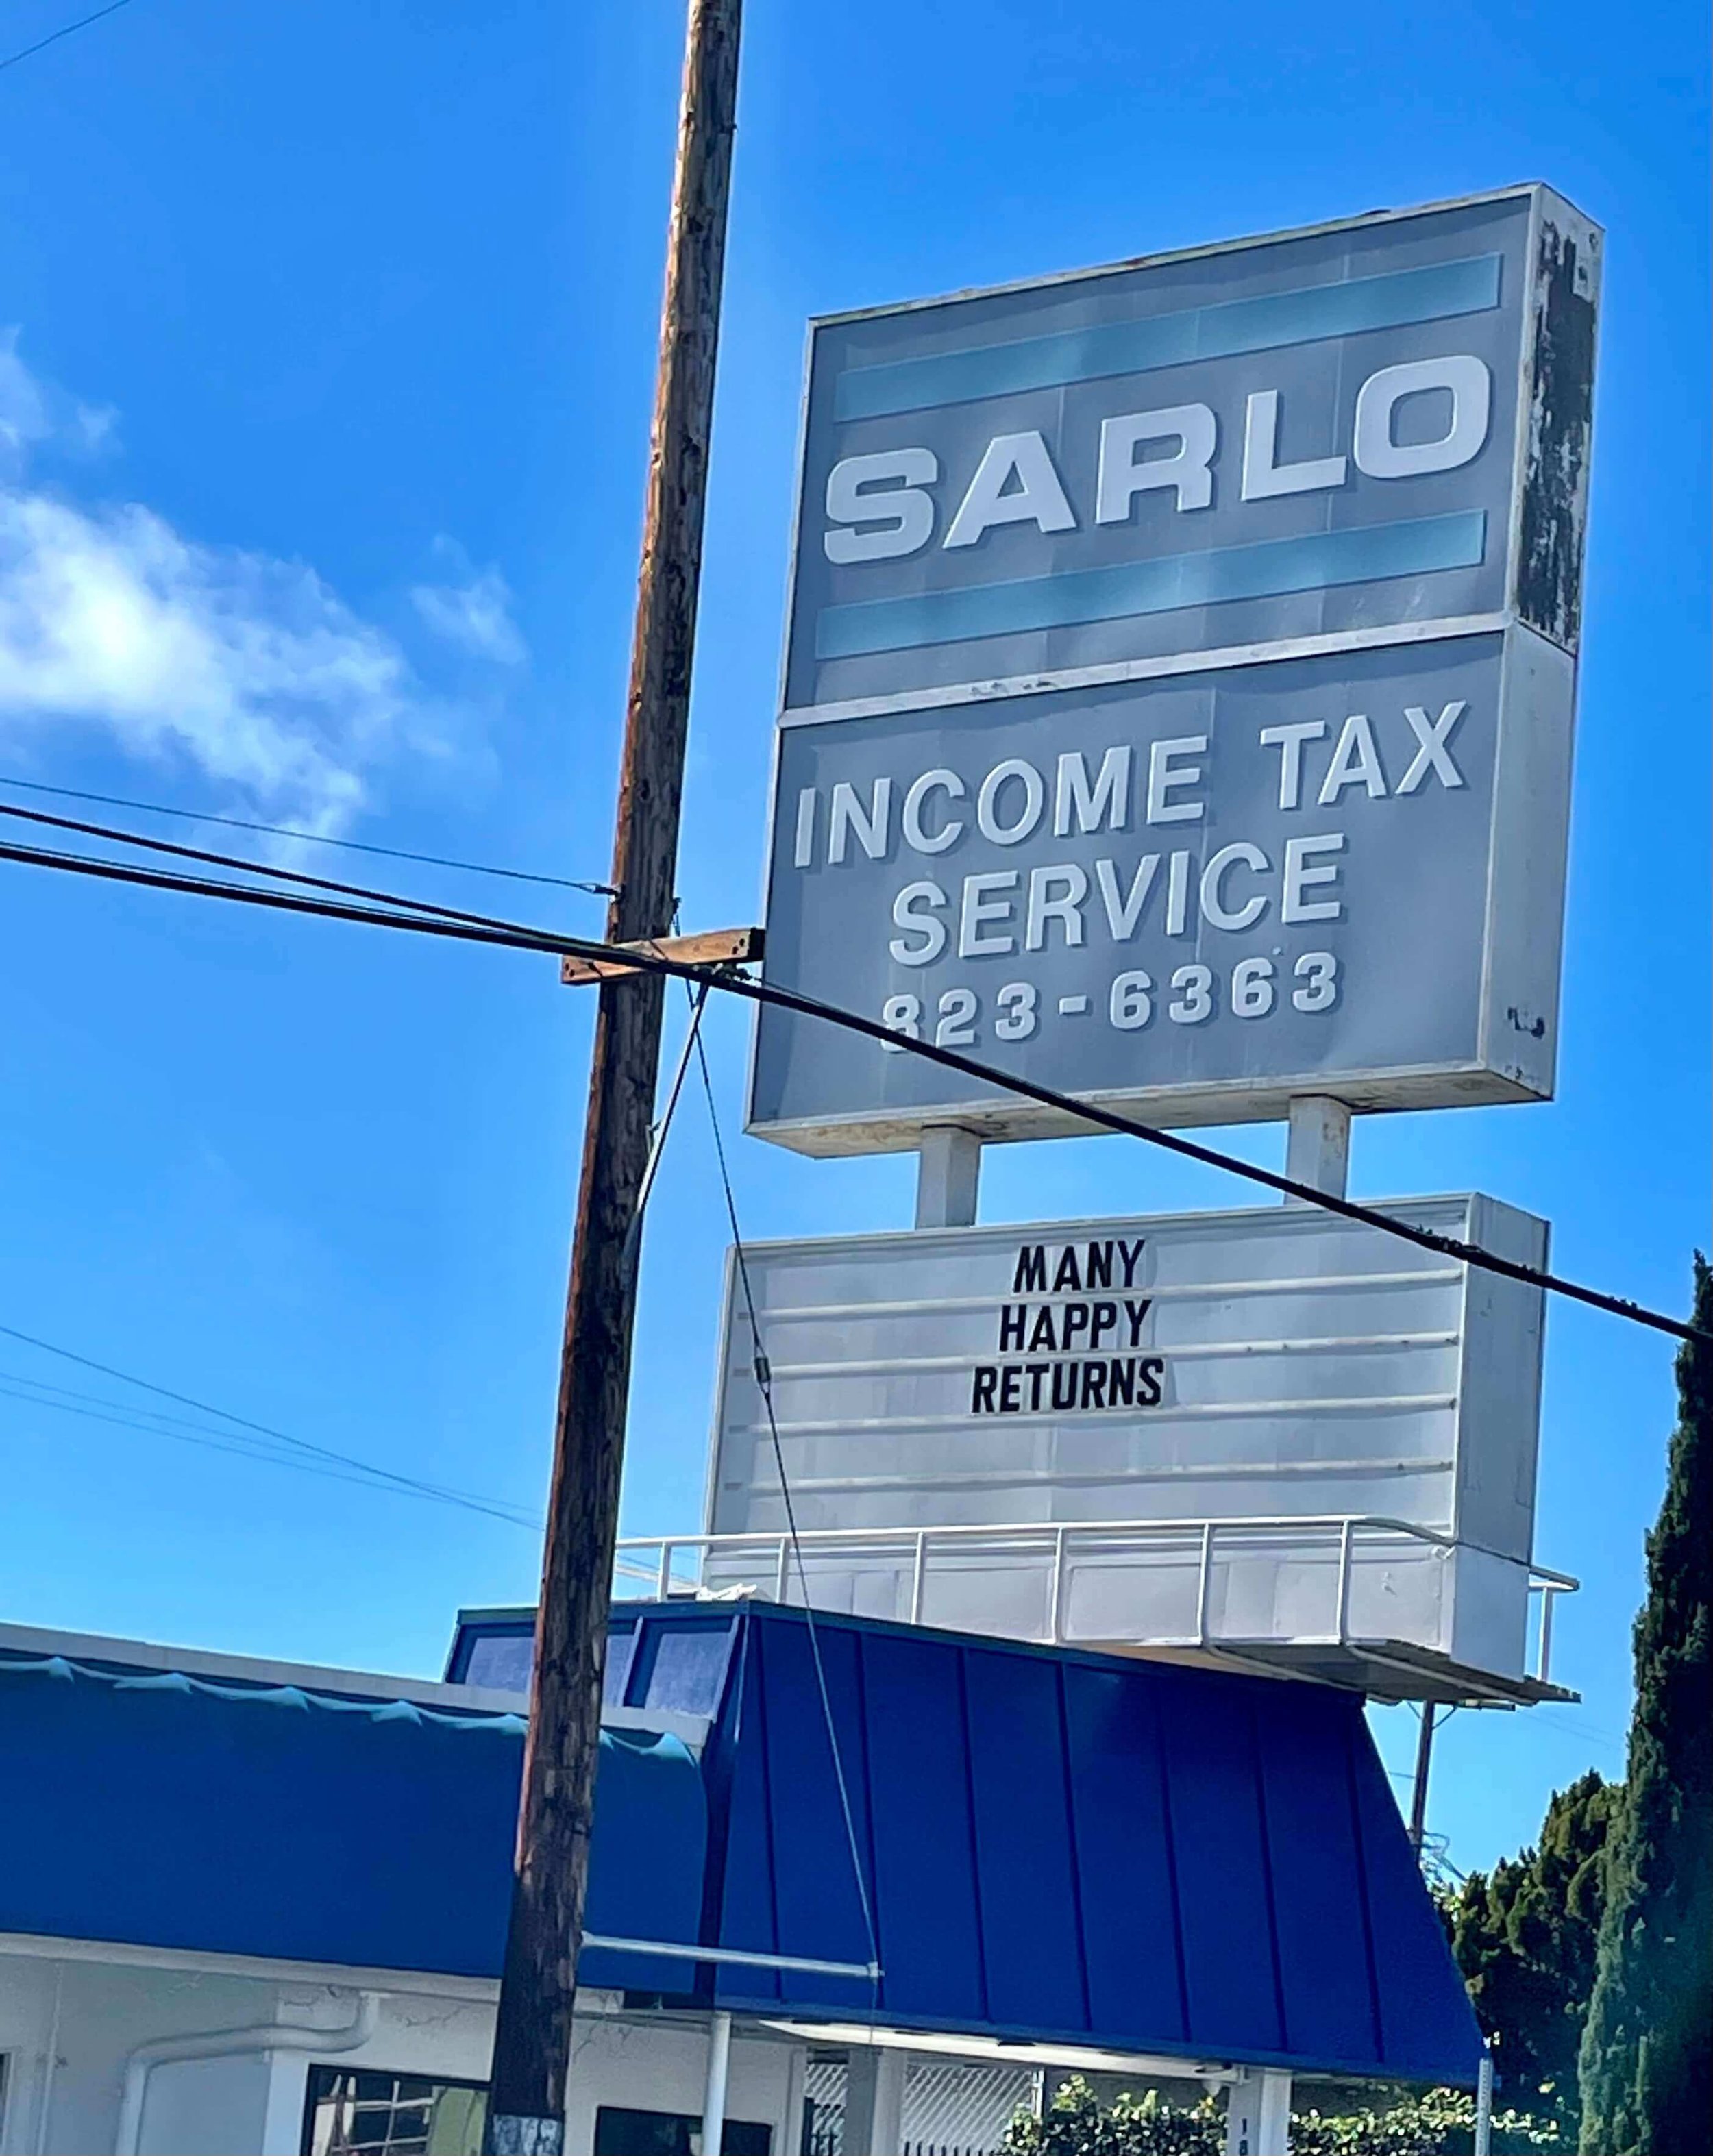 SARLO
INCOME TAX
SERVICE
823-6363
MANY
HAPPY
RETURNS